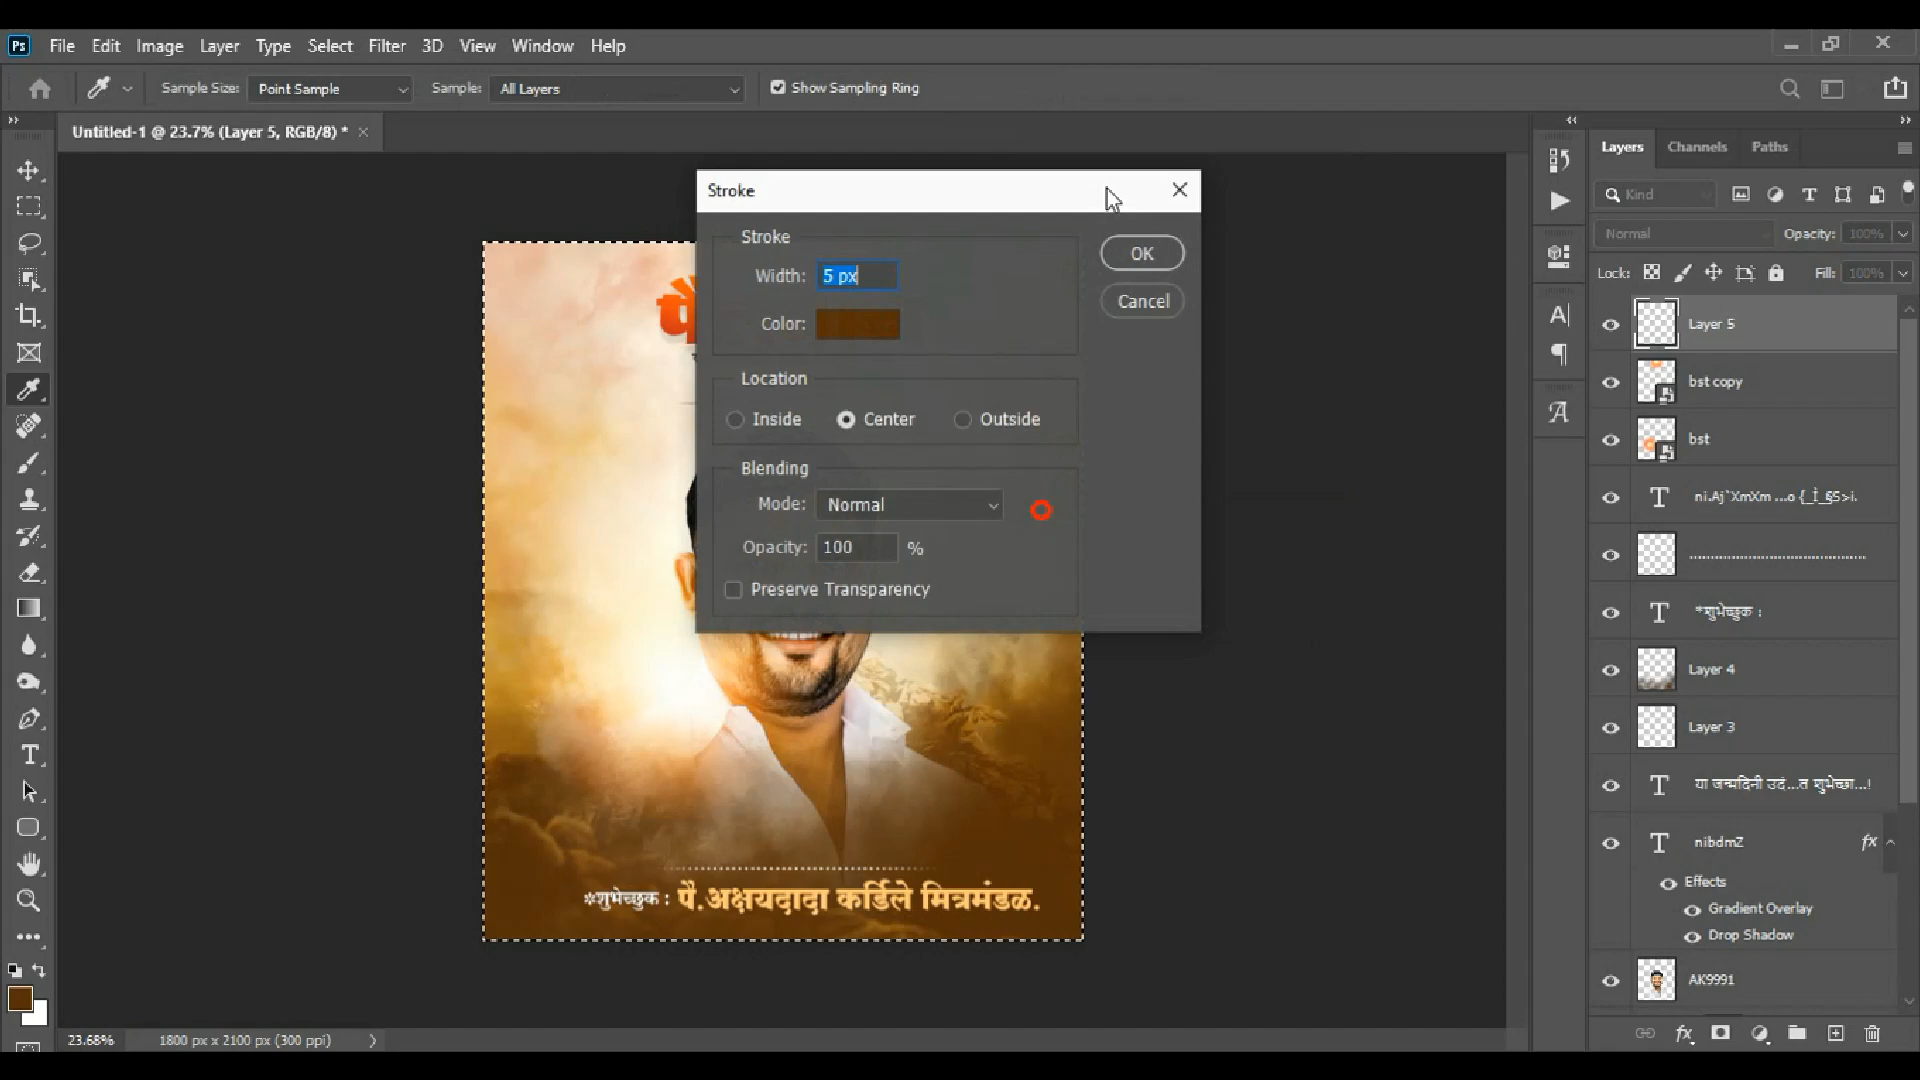 Ps File Edit Image Layer Type Select Filter 3D View Window Help
Sample Size: Point Sample Sample: All Layers Show Sampling Ring
Untitled-1 @ 23.7% (Layer 5, RGB/8) *
Layers Channels Paths
Stroke
Kind
Stroke
Normal Opacity: 100%
OK
Width: 5 px
Lock: Fill: 100%
Cancel
Color:
Layer 5
Location
bst copy
Inside Center Outside
bst
Blending
Mode: Normal
ni.Aj`XmXm ...o {_Ì_§S>i.
Opacity: 100 %
...............................................
Preserve Transparency
*शुभेच्छुक :
Layer 4
Layer 3
या जन्मदिनी उदं...त शुभेच्छा...!
nibdmZ fx
Effects
*शुभेच्छुक : पै.अक्षयदादा कर्डिले मित्रमंडळ.
Gradient Overlay
Drop Shadow
AK9991
23.68% 1800 px x 2100 px (300 ppi)